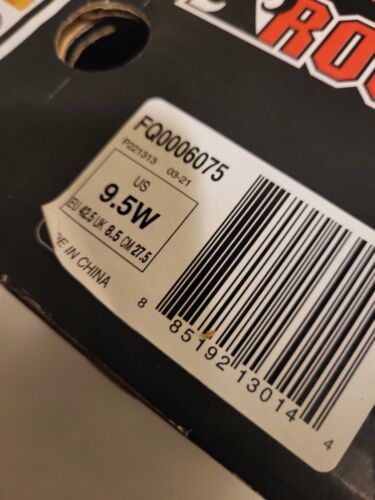 RO
FQ0006075
P221313 03-21
US
9.5W
EU 42.5 UK 8.5 CM 27.5
E IN CHINA
8 85192 13014 4